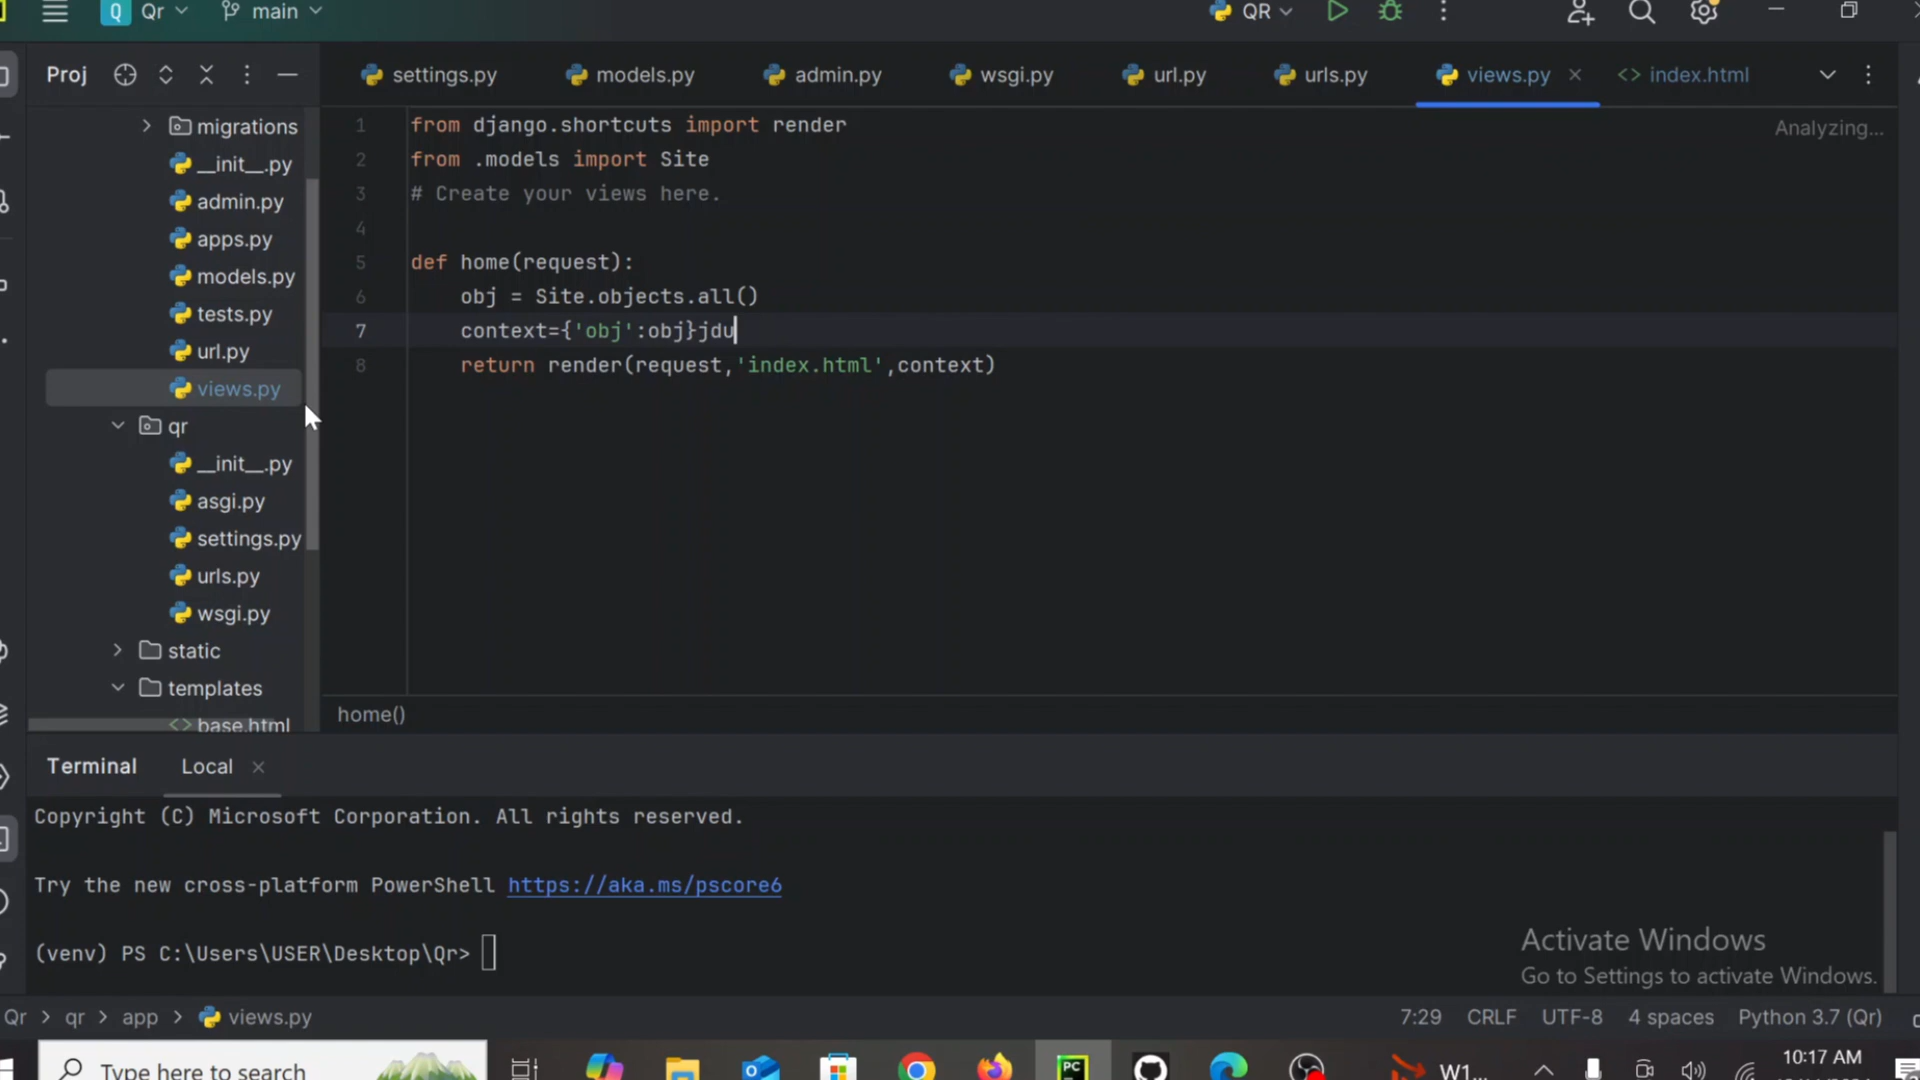 Q Qr main QR
Proj
settings.py models.py admin.py wsgi.py url.py urls.py views.py index.html
migrations
__init__.py
admin.py
apps.py
models.py
tests.py
url.py
views.py
qr
__init__.py
asgi.py
settings.py
urls.py
wsgi.py
static
templates
base.html
Analyzing...
1 from django.shortcuts import render
2 from .models import Site
3 # Create your views here.
4
5 def home(request):
6 obj = Site.objects.all()
7 context={'obj':obj}jdu
8 return render(request,'index.html',context)
home()
Terminal Local
Copyright (C) Microsoft Corporation. All rights reserved.
Try the new cross-platform PowerShell https://aka.ms/pscore6
(venv) PS C:\Users\USER\Desktop\Qr>
Activate Windows
Go to Settings to activate Windows.
Qr > qr > app > views.py 7:29 CRLF UTF-8 4 spaces Python 3.7 (Qr)
Type here to search PC W1... 10:17 AM